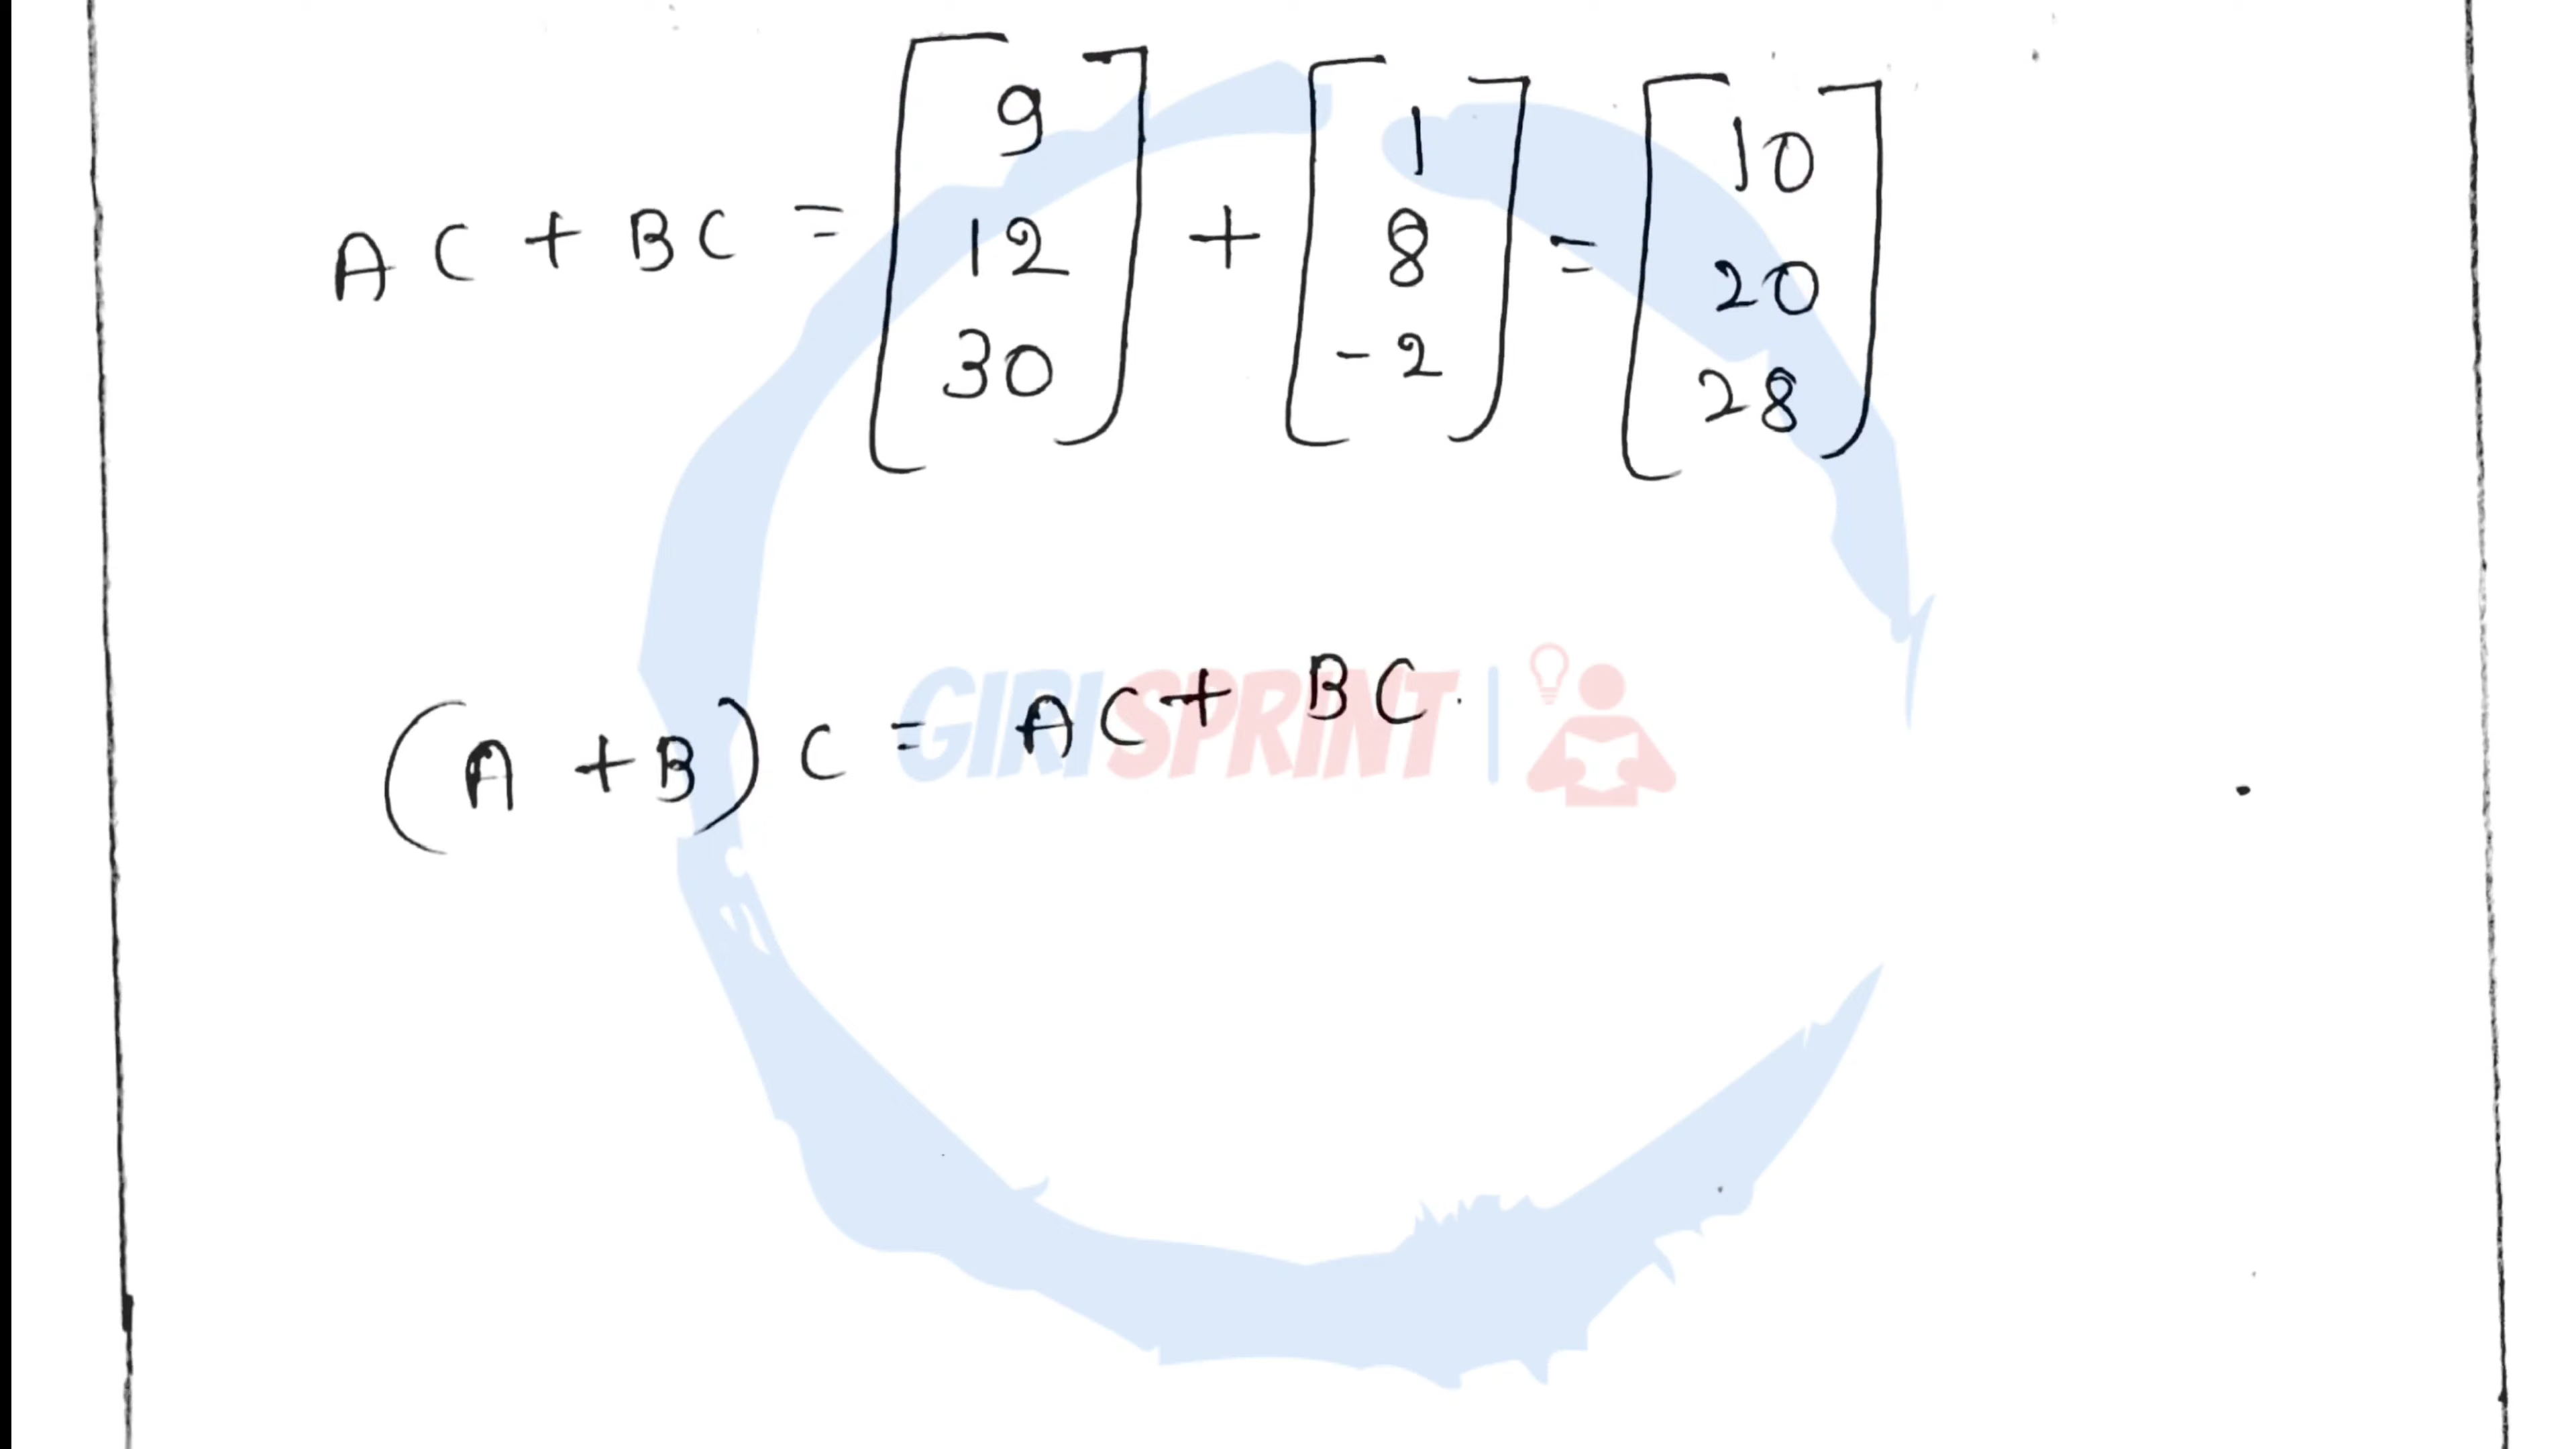 AC + BC = [9 12 30] + [1 8 -2] = [10 20 28]
(A + B) C = AC + BC.
GIRISPRINT